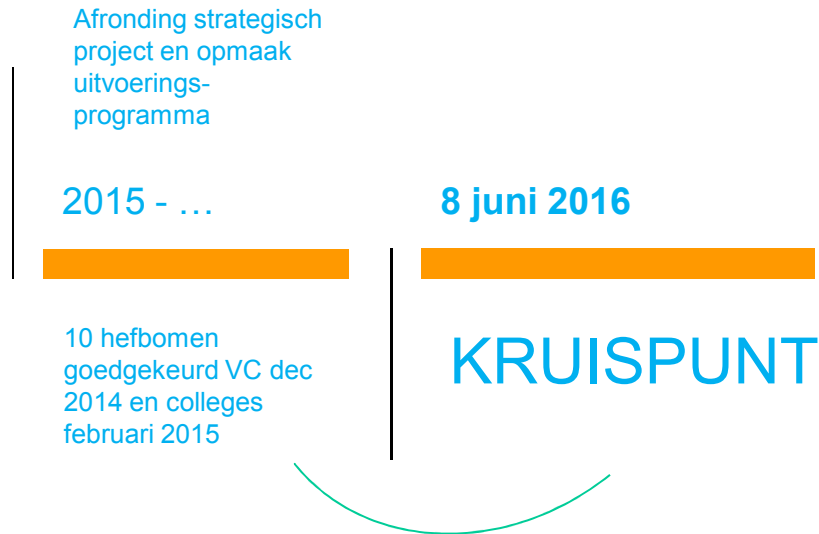 Afronding strategisch
project en opmaak
uitvoerings-
programma
2015 - …
8 juni 2016
10 hefbomen
goedgekeurd VC dec
2014 en colleges
februari 2015
KRUISPUNT